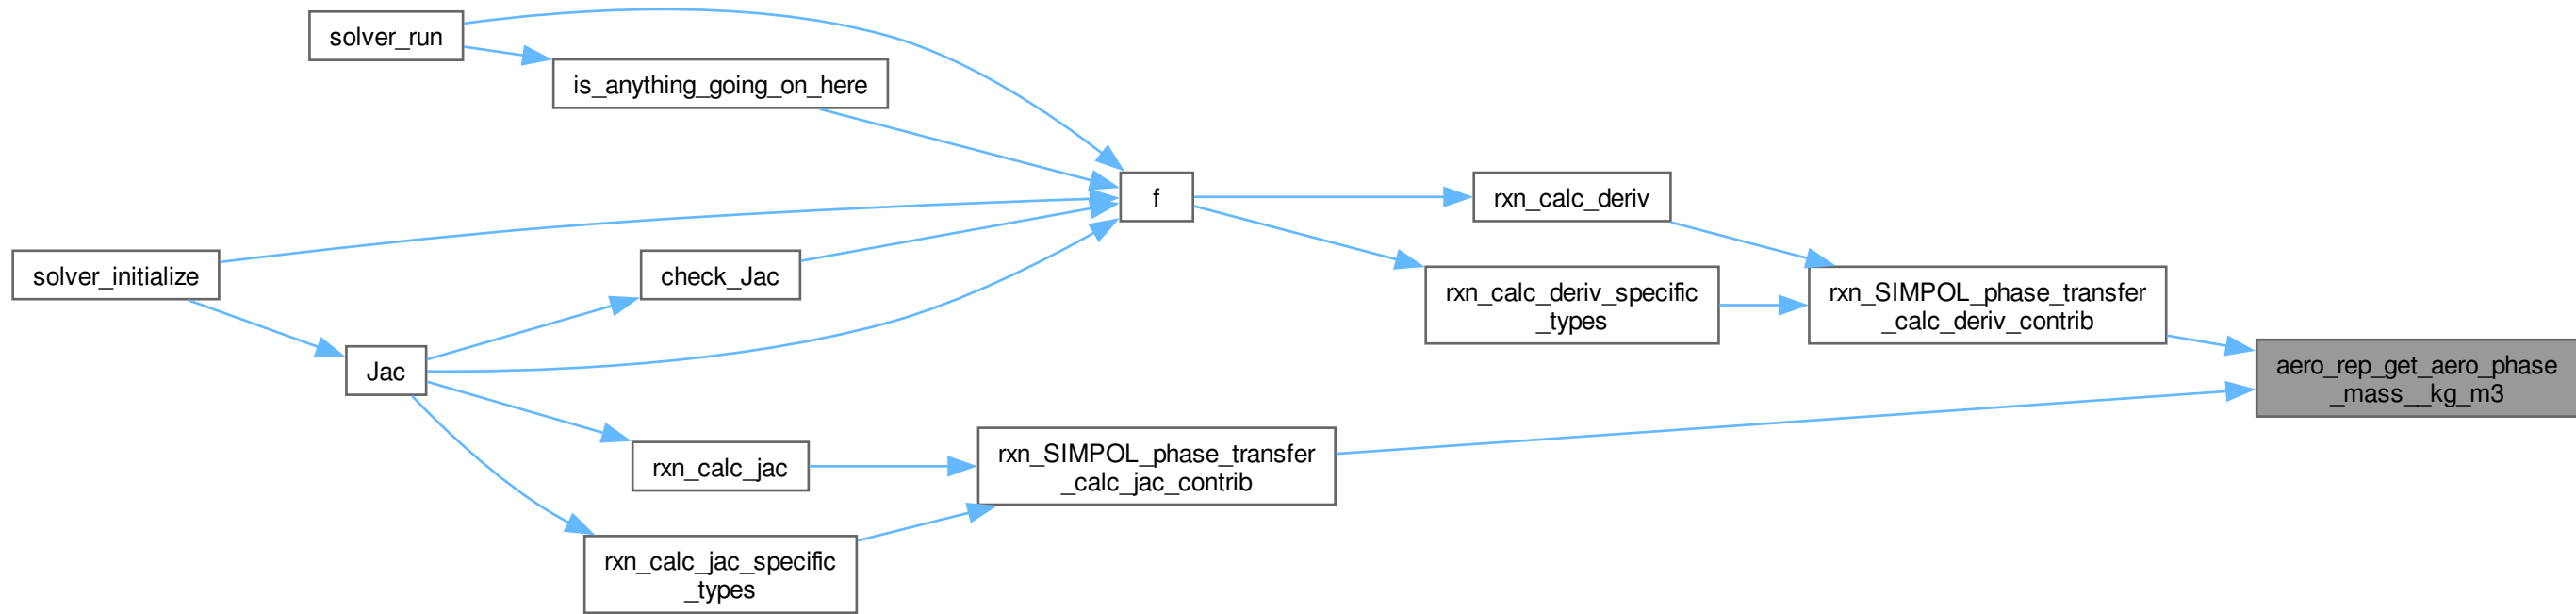 solver_run
is_anything_going_on_here
f
rxn_calc_deriv
solver_initialize
check_Jac
rxn_calc_deriv_specific
_types
rxn_SIMPOL_phase_transfer
_calc_deriv_contrib
Jac
aero_rep_get_aero_phase
_mass__kg_m3
rxn_calc_jac
rxn_SIMPOL_phase_transfer
_calc_jac_contrib
rxn_calc_jac_specific
_types